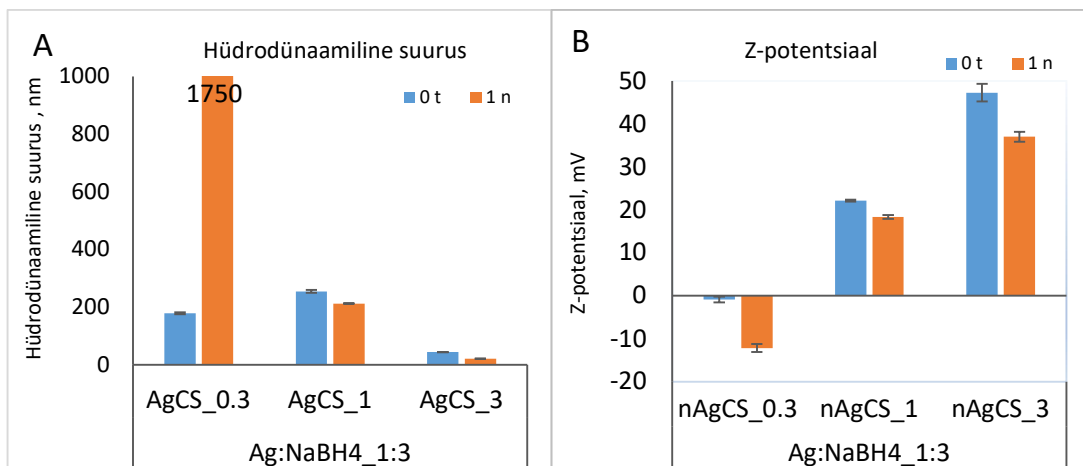 A
Hüdrodünaamiline suurus
0 t
1 n
Hüdrodünaamiline suurus , nm
1000
800
600
400
200
0
1750
AgCS_0.3
AgCS_1
AgCS_3
Ag:NaBH4_1:3
B
Z-potentsiaal
0 t
1 n
Z-potentsiaal, mV
50
40
30
20
10
0
-10
-20
nAgCS_0.3
nAgCS_1
nAgCS_3
Ag:NaBH4_1:3